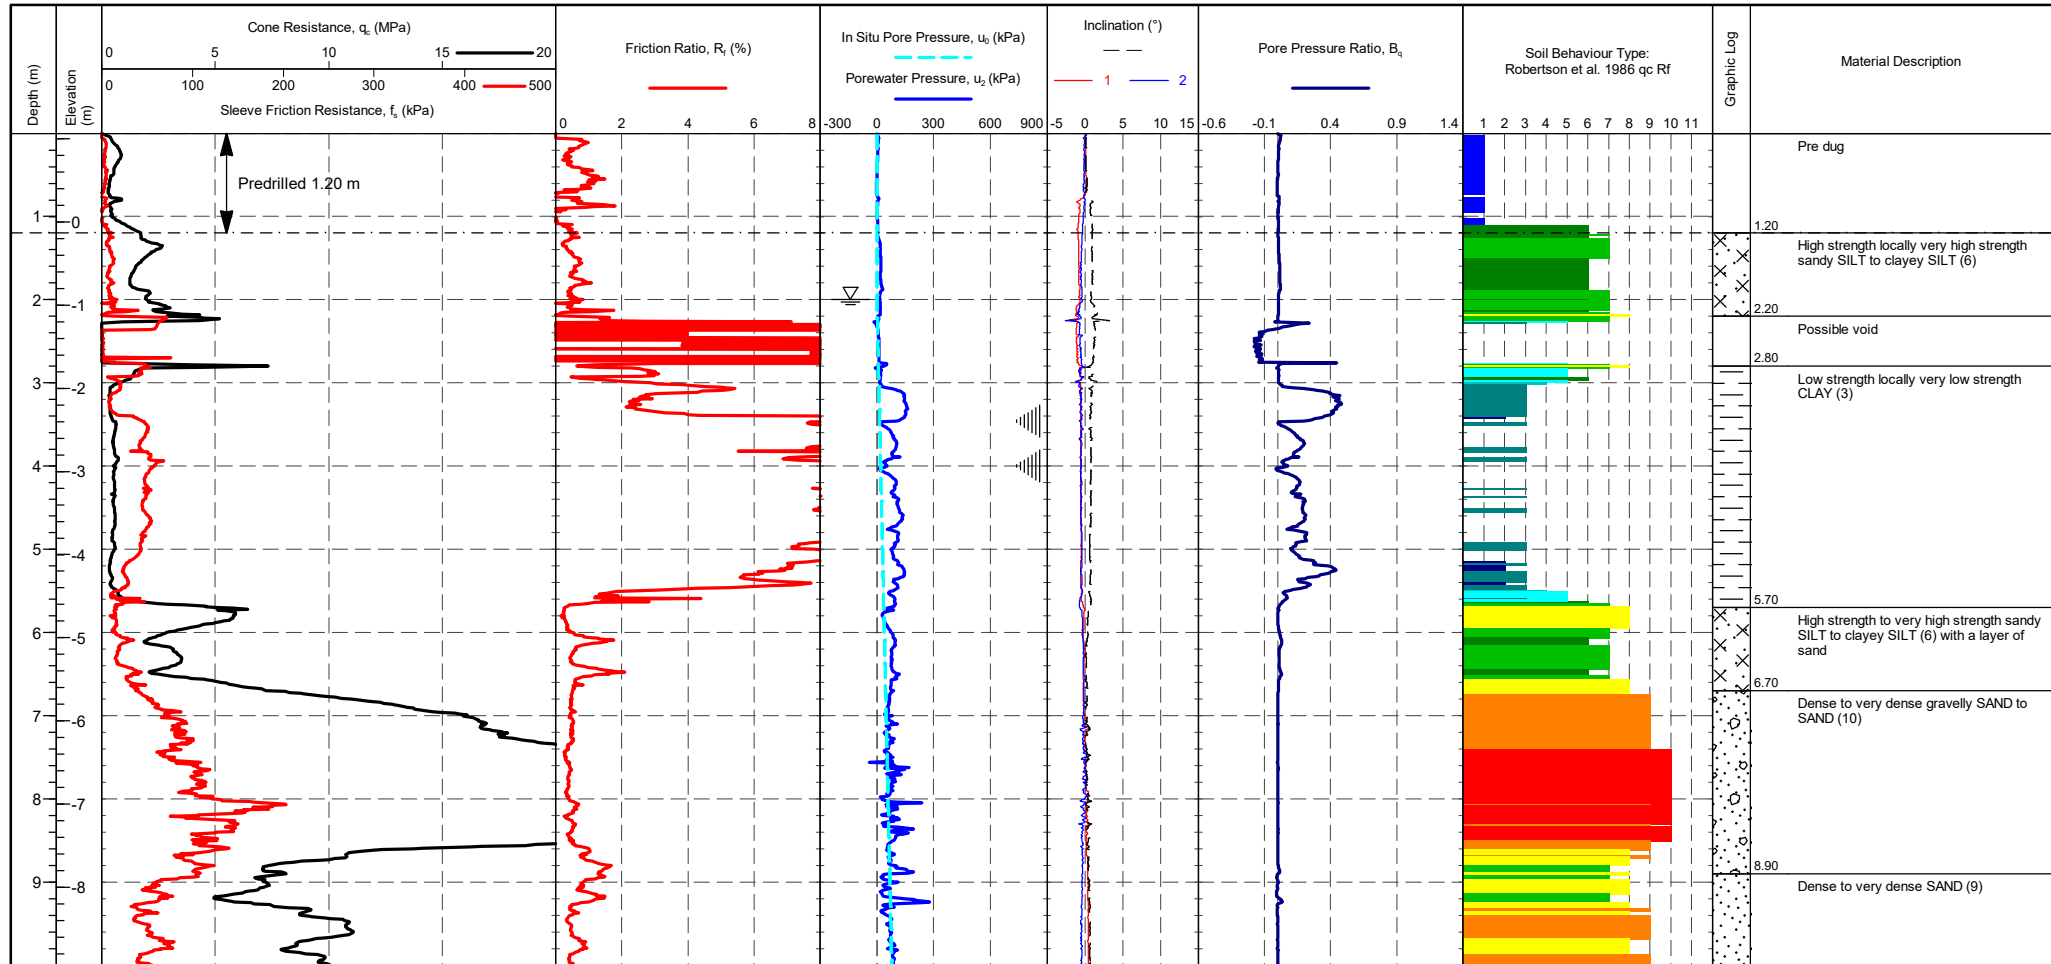 Depth (m)
Elevation (m)
Cone Resistance, qc (MPa)
0 5 10 15 20
0 100 200 300 400 500
Sleeve Friction Resistance, fs (kPa)
Friction Ratio, Rf (%)
0 2 4 6 8
In Situ Pore Pressure, u0 (kPa)
Porewater Pressure, u2 (kPa)
-300 0 300 600 900
Inclination (°)
1 2
-5 0 5 10 15
Pore Pressure Ratio, Bq
-0.6 -0.1 0.4 0.9 1.4
Soil Behaviour Type:
Robertson et al. 1986 qc Rf
1 2 3 4 5 6 7 8 9 10 11
Graphic Log
Material Description
Pre dug
Predrilled 1.20 m
1 0
1.20
High strength locally very high strength
sandy SILT to clayey SILT (6)
2 -1
2.20
Possible void
2.80
3 -2
Low strength locally very low strength
CLAY (3)
4 -3
5 -4
5.70
High strength to very high strength sandy
SILT to clayey SILT (6) with a layer of
sand
6 -5
6.70
Dense to very dense gravelly SAND to
SAND (10)
7 -6
8 -7
8.90
9 -8
Dense to very dense SAND (9)